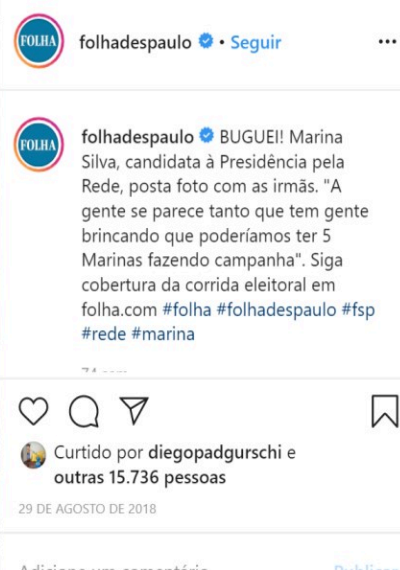 FOLHA folhadespaulo • Seguir •••
FOLHA folhadespaulo BUGUEI! Marina
Silva, candidata à Presidência pela
Rede, posta foto com as irmãs. "A
gente se parece tanto que tem gente
brincando que poderíamos ter 5
Marinas fazendo campanha". Siga
cobertura da corrida eleitoral em
folha.com #folha #folhadespaulo #fsp
#rede #marina
Curtido por diegopadgurschi e
outras 15.736 pessoas
29 DE AGOSTO DE 2018